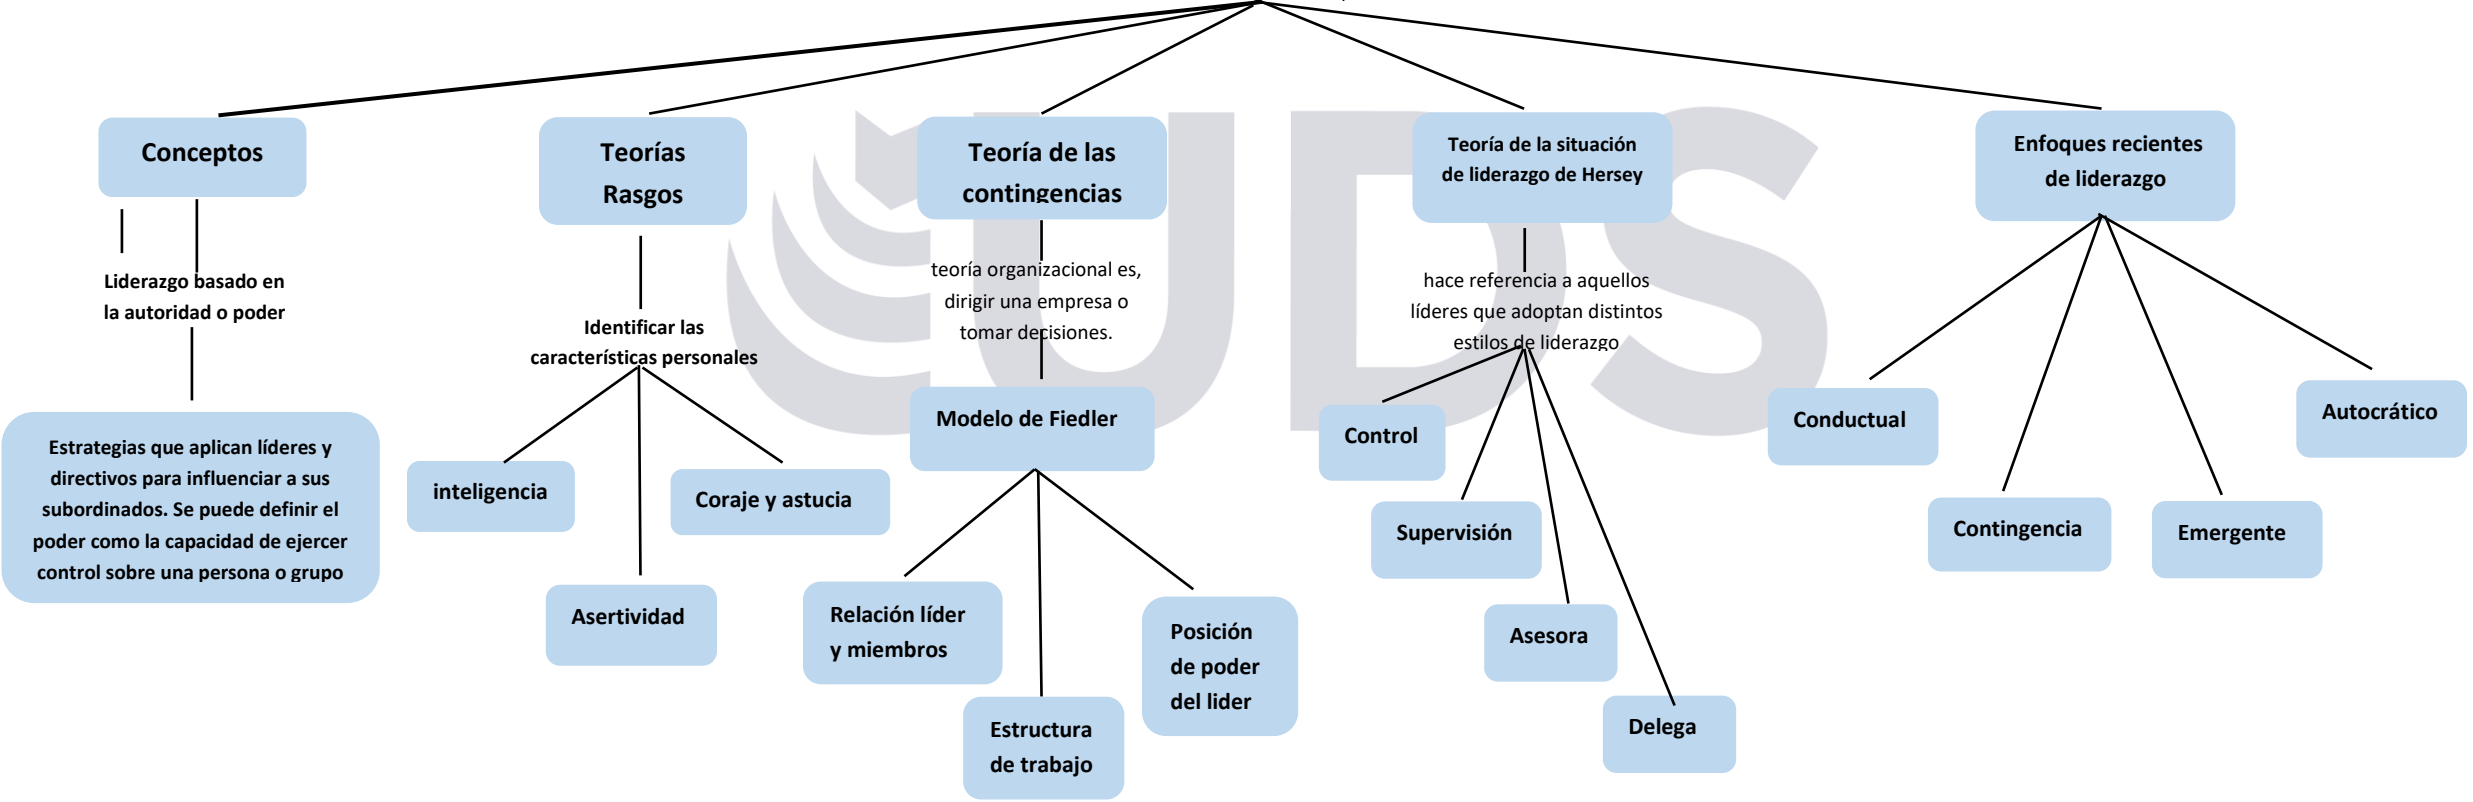 Conceptos
Liderazgo basado en
la autoridad o poder
Estrategias que aplican líderes y
directivos para influenciar a sus
subordinados. Se puede definir el
poder como la capacidad de ejercer
control sobre una persona o grupo
Teorías
Rasgos
Identificar las
características personales
inteligencia
Asertividad
Coraje y astucia
Teoría de las
contingencias
teoría organizacional es,
dirigir una empresa o
tomar decisiones.
Modelo de Fiedler
Relación líder
y miembros
Estructura
de trabajo
Posición
de poder
del lider
Teoría de la situación
de liderazgo de Hersey
hace referencia a aquellos
líderes que adoptan distintos
estilos de liderazgo
Control
Supervisión
Asesora
Delega
Enfoques recientes
de liderazgo
Conductual
Contingencia
Emergente
Autocrático
UDS